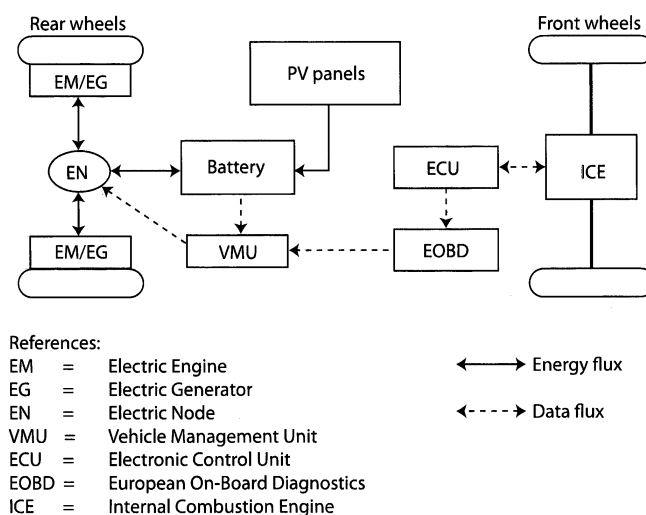 Rear wheels
Front wheels
EM/EG
PV panels
EN
Battery
ECU
ICE
EM/EG
VMU
EOBD
References:
EM = Electric Engine
EG = Electric Generator
EN = Electric Node
VMU = Vehicle Management Unit
ECU = Electronic Control Unit
EOBD = European On-Board Diagnostics
ICE = Internal Combustion Engine
Energy flux
Data flux